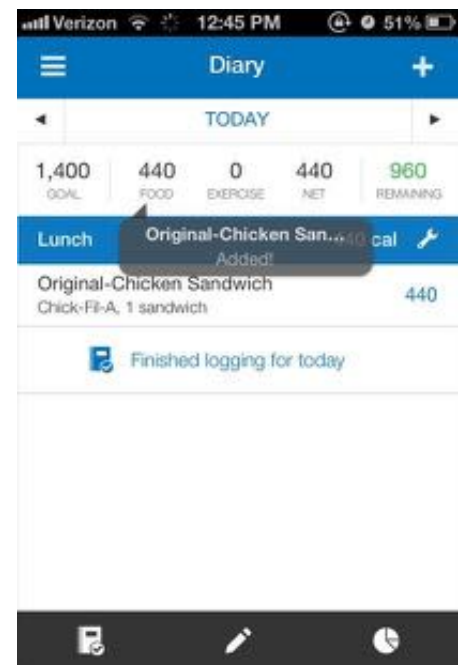 Verizon 12:45 PM 51%
Diary
TODAY
1,400 440 0 440 960
GOAL FOOD EXERCISE NET REMAINING
Original-Chicken San...
Added!
Lunch cal
Original-Chicken Sandwich 440
Chick-Fil-A, 1 sandwich
Finished logging for today